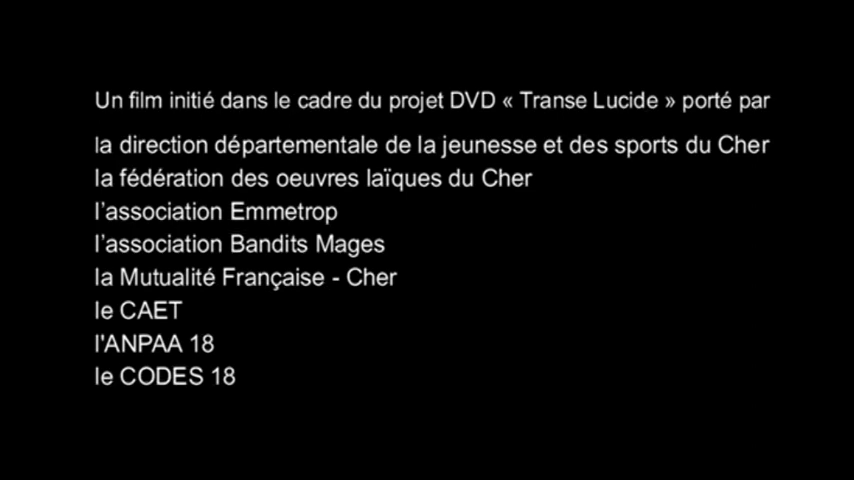 Un film initié dans le cadre du projet DVD « Transe Lucide » porté par
la direction départementale de la jeunesse et des sports du Cher
la fédération des oeuvres laïques du Cher
l’association Emmetrop
l’association Bandits Mages
la Mutualité Française - Cher
le CAET
l'ANPAA 18
le CODES 18